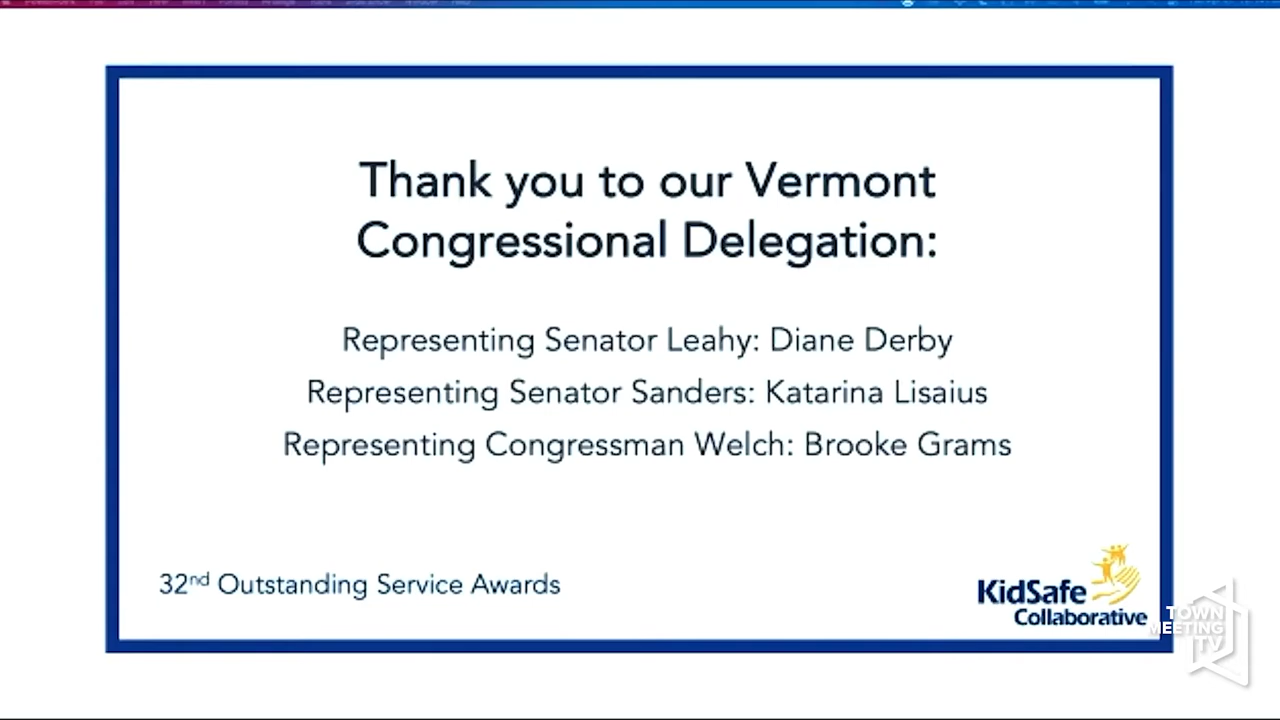 Thank you to our Vermont
Congressional Delegation:
Representing Senator Leahy: Diane Derby
Representing Senator Sanders: Katarina Lisaius
Representing Congressman Welch: Brooke Grams
32nd Outstanding Service Awards
KidSafe
Collaborative
TOWN
MEETING
TV